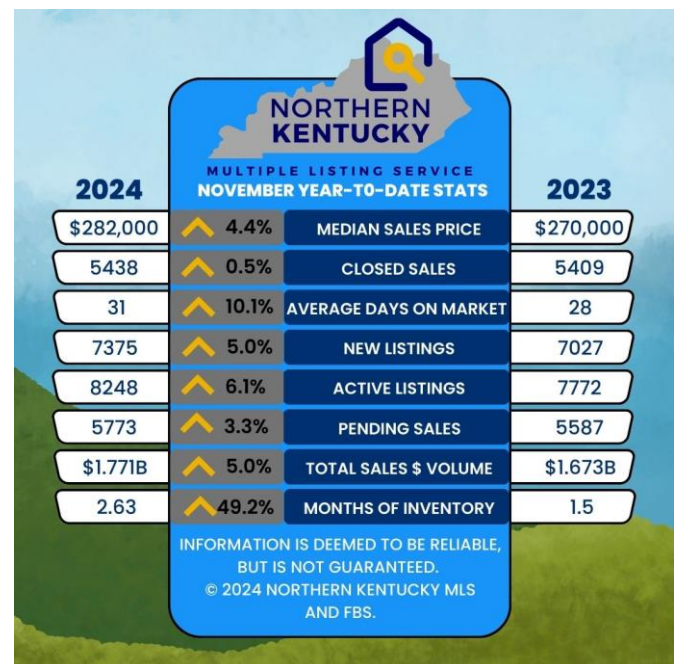 NORTHERN
KENTUCKY
MULTIPLE LISTING SERVICE
2024 NOVEMBER YEAR-TO-DATE STATS 2023
$282,000 4.4% MEDIAN SALES PRICE $270,000
5438 0.5% CLOSED SALES 5409
31 10.1% AVERAGE DAYS ON MARKET 28
7375 5.0% NEW LISTINGS 7027
8248 6.1% ACTIVE LISTINGS 7772
5773 3.3% PENDING SALES 5587
$1.771B 5.0% TOTAL SALES $ VOLUME $1.673B
2.63 49.2% MONTHS OF INVENTORY 1.5
INFORMATION IS DEEMED TO BE RELIABLE,
BUT IS NOT GUARANTEED.
© 2024 NORTHERN KENTUCKY MLS
AND FBS.